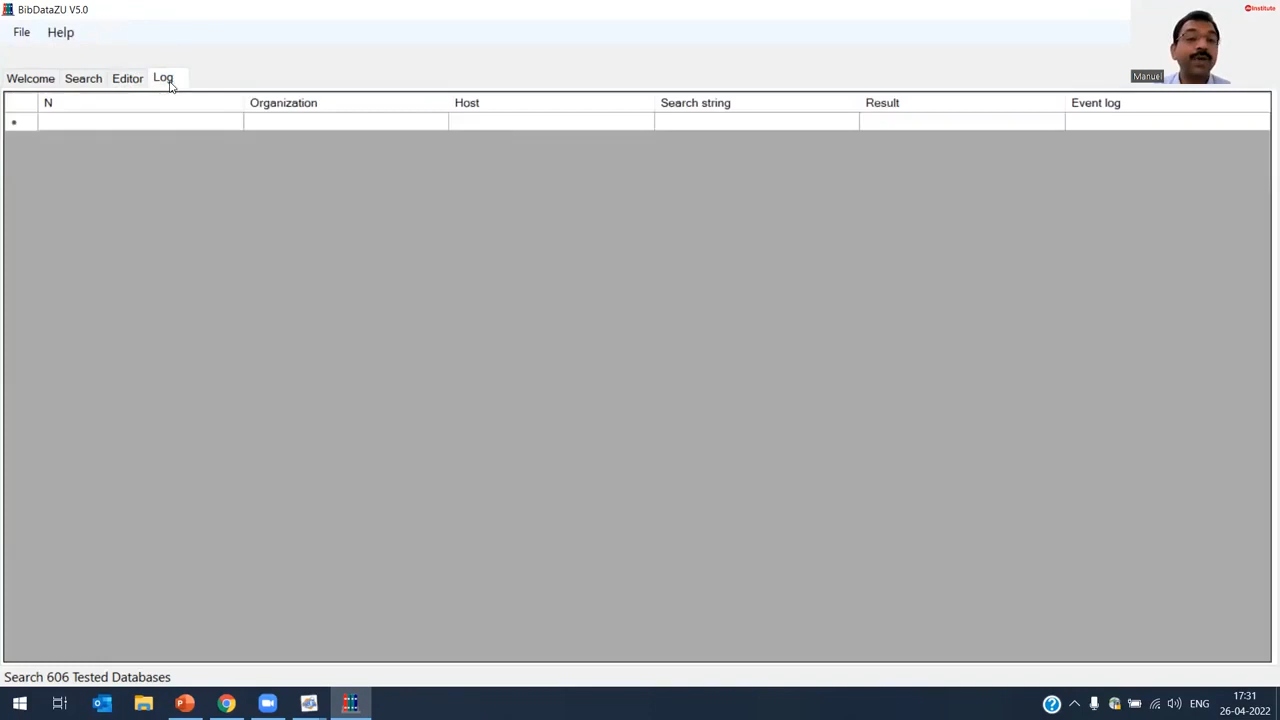 BibDataZU V5.0
Institute
File Help
Manuel
Welcome Search Editor Log
N Organization Host Search string Result Event log
Search 606 Tested Databases
ENG
17:31
26-04-2022